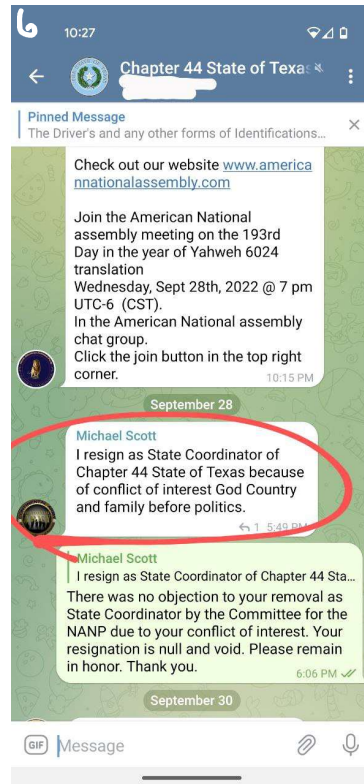 6
10:27
Chapter 44 State of Texas
Pinned Message
The Driver's and any other forms of Identifications...
Check out our website www.america
nnationalassembly.com
Join the American National
assembly meeting on the 193rd
Day in the year of Yahweh 6024
translation
Wednesday, Sept 28th, 2022 @ 7 pm
UTC-6 (CST).
In the American National assembly
chat group.
Click the join button in the top right
corner.
10:15 PM
September 28
Michael Scott
I resign as State Coordinator of
Chapter 44 State of Texas because
of conflict of interest God Country
and family before politics.
1 5:49 PM
Michael Scott
I resign as State Coordinator of Chapter 44 Sta...
There was no objection to your removal as
State Coordinator by the Committee for the
NANP due to your conflict of interest. Your
resignation is null and void. Please remain
in honor. Thank you.
6:06 PM
September 30
GIF Message